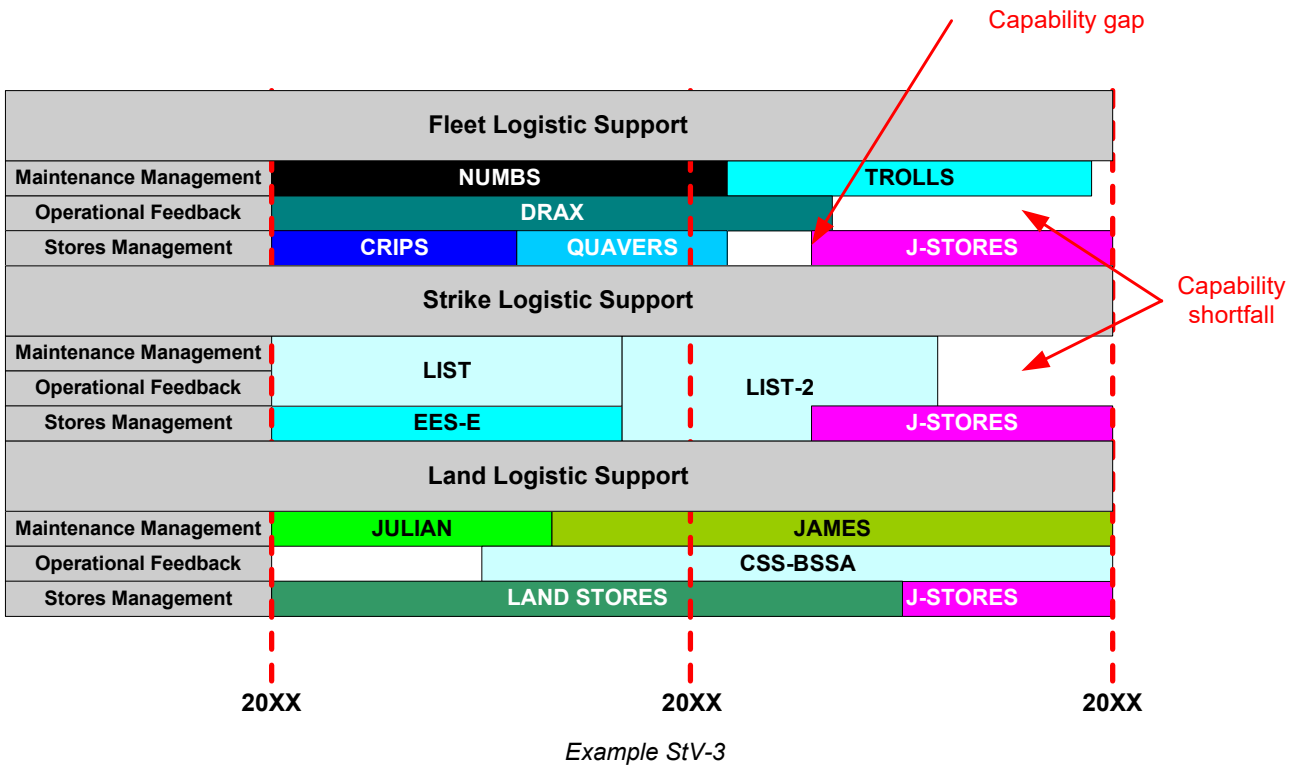 Capability gap
Fleet Logistic Support
Maintenance Management NUMBS TROLLS
Operational Feedback DRAX
Stores Management CRIPS QUAVERS J-STORES
Strike Logistic Support
Capability
shortfall
Maintenance Management
LIST
Operational Feedback
LIST-2
Stores Management EES-E J-STORES
Land Logistic Support
Maintenance Management JULIAN JAMES
Operational Feedback CSS-BSSA
Stores Management LAND STORES J-STORES
20XX 20XX 20XX
Example StV-3